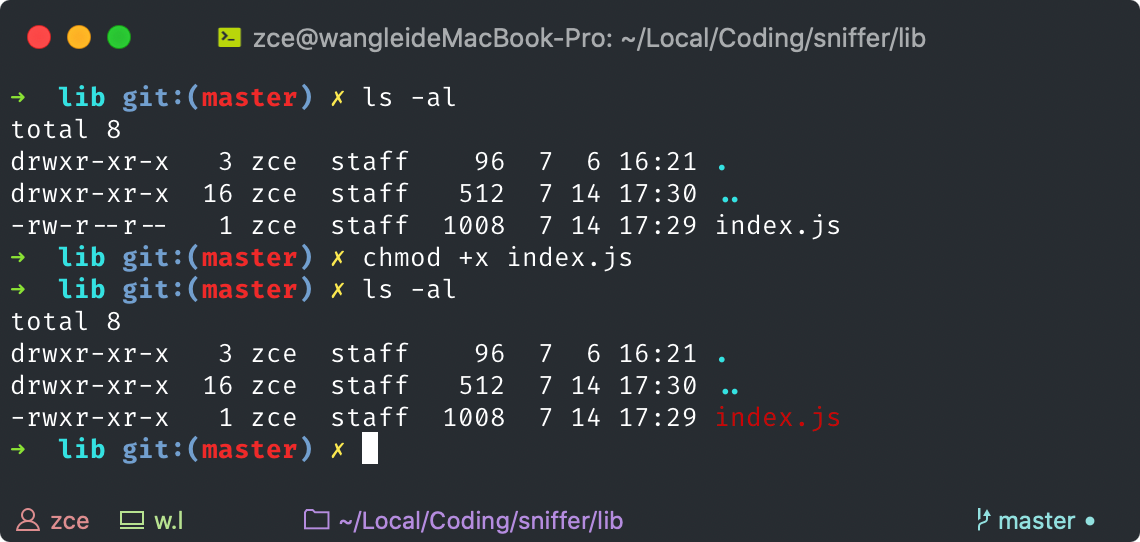 zce@wangleideMacBook-Pro: ~/Local/Coding/sniffer/lib
➜  lib git:(master) ✗ ls -al
total 8
drwxr-xr-x   3 zce  staff    96  7  6 16:21 .
drwxr-xr-x  16 zce  staff   512  7 14 17:30 ..
-rw-r--r--   1 zce  staff  1008  7 14 17:29 index.js
➜  lib git:(master) ✗ chmod +x index.js
➜  lib git:(master) ✗ ls -al
total 8
drwxr-xr-x   3 zce  staff    96  7  6 16:21 .
drwxr-xr-x  16 zce  staff   512  7 14 17:30 ..
-rwxr-xr-x   1 zce  staff  1008  7 14 17:29 index.js
➜  lib git:(master) ✗
zce w.l ~/Local/Coding/sniffer/lib master •